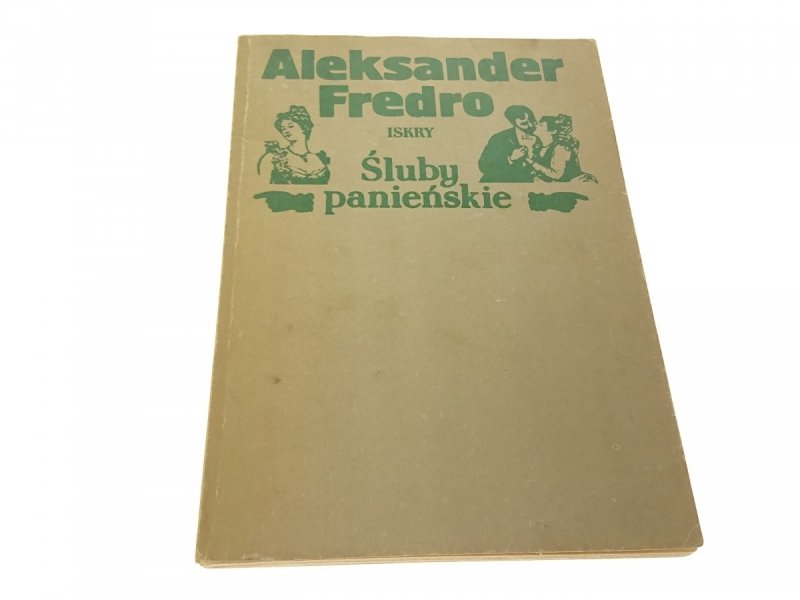 Aleksander
Fredro
ISKRY
Śluby
panieńskie